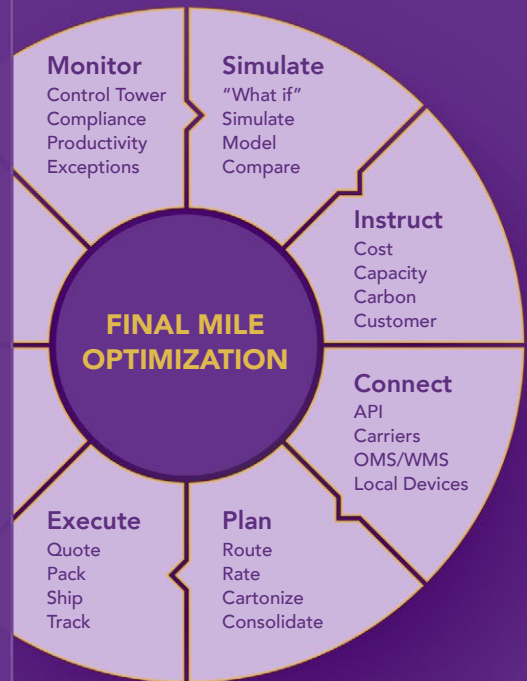 Monitor
Control Tower
Compliance
Productivity
Exceptions
Simulate
“What if”
Simulate
Model
Compare
Instruct
Cost
Capacity
Carbon
Customer
FINAL MILE
OPTIMIZATION
Connect
API
Carriers
OMS/WMS
Local Devices
Execute
Quote
Pack
Ship
Track
Plan
Route
Rate
Cartonize
Consolidate